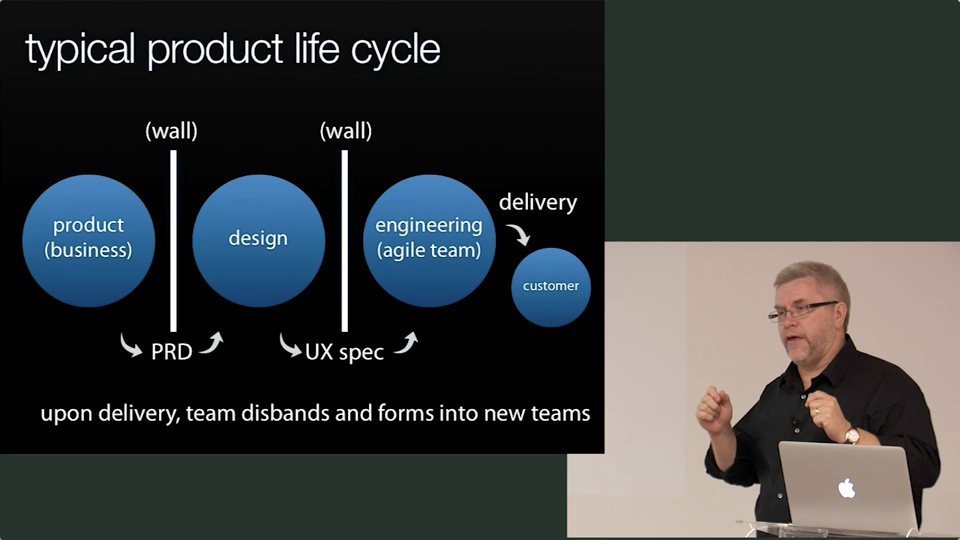 typical product life cycle
(wall)
(wall)
product
(business)
design
engineering
(agile team)
delivery
customer
PRD
UX spec
upon delivery, team disbands and forms into new teams